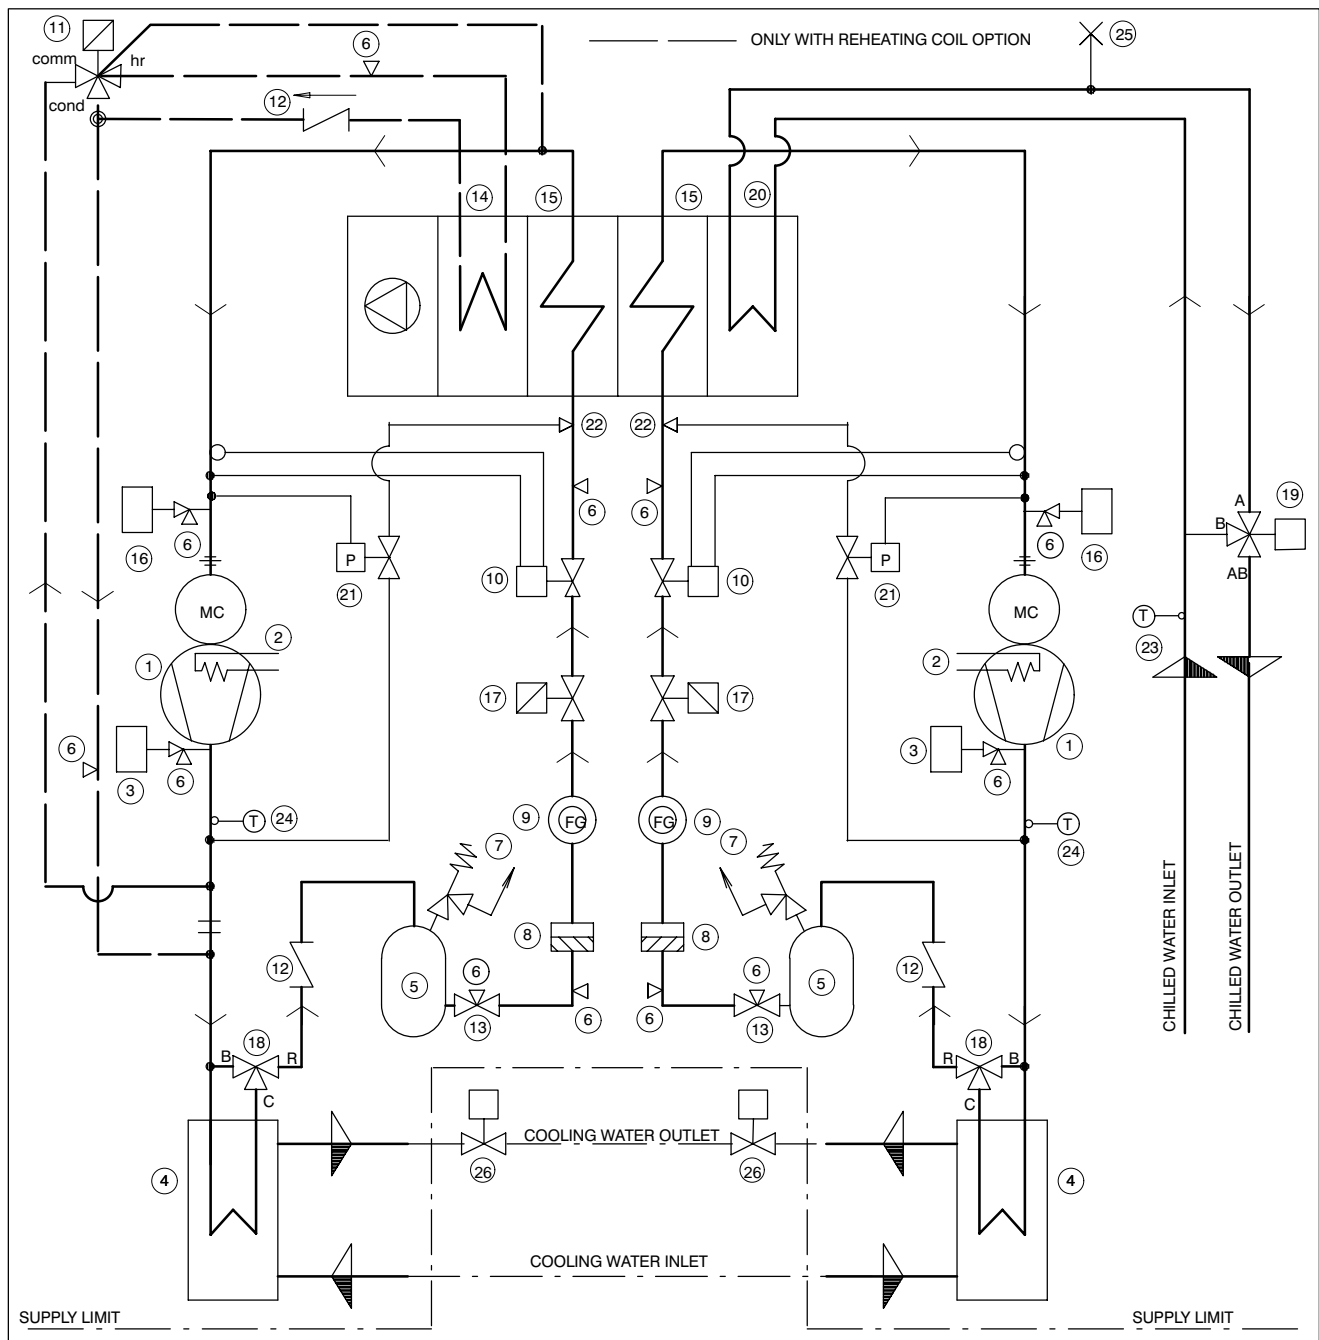 11
6
ONLY WITH REHEATING COIL OPTION
25
comm
hr
12
cond
14
15
15
20
22
22
6
6
A
19
B
16
6
P
21
10
10
P
21
6
16
AB
MC
MC
T
23
1
2
2
1
17
17
6
3
6
3
6
T
24
9
FG
FG
9
T
24
7
7
8
8
12
5
6
6
5
12
13
6
6
13
CHILLED WATER INLET
CHILLED WATER OUTLET
B
18
R
C
R
18
B
C
COOLING WATER OUTLET
26
26
4
4
COOLING WATER INLET
SUPPLY LIMIT
SUPPLY LIMIT